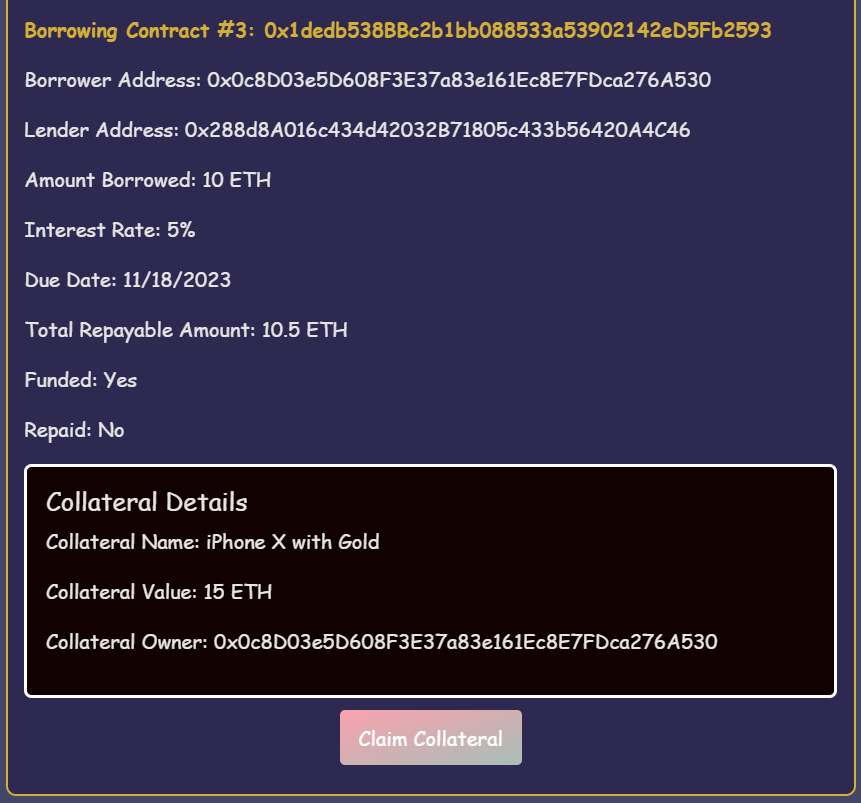 Borrowing Contract #3: 0x1dedb538BBc2b1bb088533a53902142eD5Fb2593
Borrower Address: 0x0c8D03e5D608F3E37a83e161Ec8E7FDca276A530
Lender Address: 0x288d8A016c434d42032B71805c433b56420A4C46
Amount Borrowed: 10 ETH
Interest Rate: 5%
Due Date: 11/18/2023
Total Repayable Amount: 10.5 ETH
Funded: Yes
Repaid: No
Collateral Details
Collateral Name: iPhone X with Gold
Collateral Value: 15 ETH
Collateral Owner: 0x0c8D03e5D608F3E37a83e161Ec8E7FDca276A530
Claim Collateral